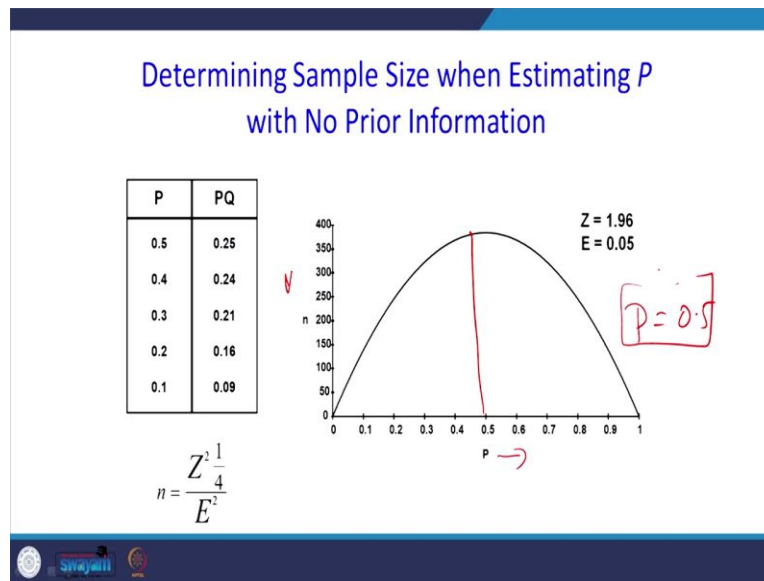 Determining Sample Size when Estimating P
with No Prior Information
P PQ
0.5 0.25
0.4 0.24
0.3 0.21
0.2 0.16
0.1 0.09
n = Z² 1/4 / E²
400
350
300
250
n 200
150
100
50
0
0 0.1 0.2 0.3 0.4 0.5 0.6 0.7 0.8 0.9 1
P
Z = 1.96
E = 0.05
P = 0.5
swayam